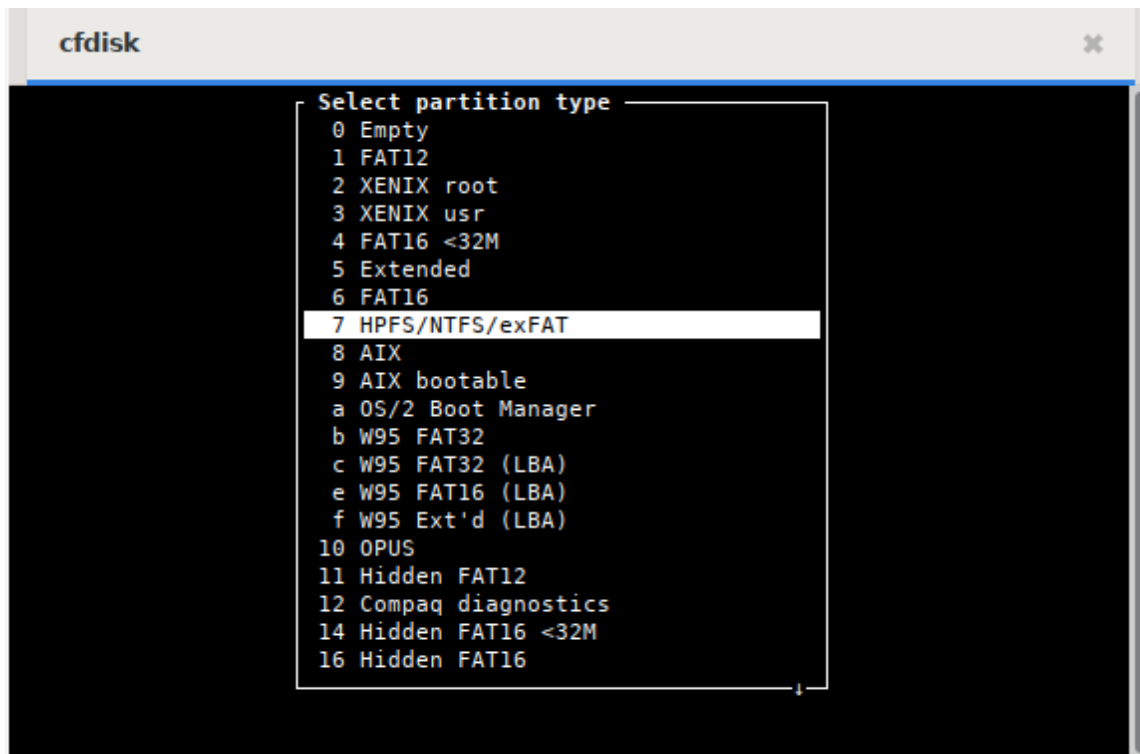 cfdisk
Select partition type
0 Empty
1 FAT12
2 XENIX root
3 XENIX usr
4 FAT16 <32M
5 Extended
6 FAT16
7 HPFS/NTFS/exFAT
8 AIX
9 AIX bootable
a OS/2 Boot Manager
b W95 FAT32
c W95 FAT32 (LBA)
e W95 FAT16 (LBA)
f W95 Ext'd (LBA)
10 OPUS
11 Hidden FAT12
12 Compaq diagnostics
14 Hidden FAT16 <32M
16 Hidden FAT16